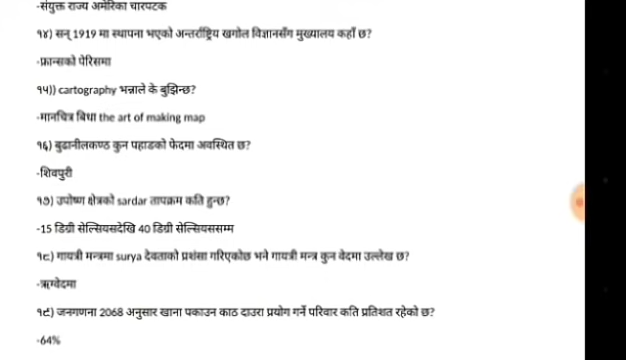 -संयुक्त राज्य अमेरिका चारपटक
१४) सन् 1919 मा स्थापना भएको अन्तर्राष्ट्रिय खगोल विज्ञानसँग मुख्यालय कहाँ छ?
-फ्रान्सको पेरिसमा
१५)) cartography भन्नाले के बुझिन्छ?
-मानचित्र बिधा the art of making map
१६) बुढानीलकण्ठ कुन पहाडको फेदमा अवस्थित छ?
-शिवपुरी
१७) उपोष्ण क्षेत्रको sardar तापक्रम कति हुन्छ?
-15 डिग्री सेल्सियसदेखि 40 डिग्री सेल्सियससम्म
१८) गायत्री मन्त्रमा surya देवताको प्रशंसा गरिएकोछ भने गायत्री मन्त्र कुन वेदमा उल्लेख छ?
-ऋग्वेदमा
१९) जनगणना 2068 अनुसार खाना पकाउन काठ दाउरा प्रयोग गर्ने परिवार कति प्रतिशत रहेको छ?
-64%